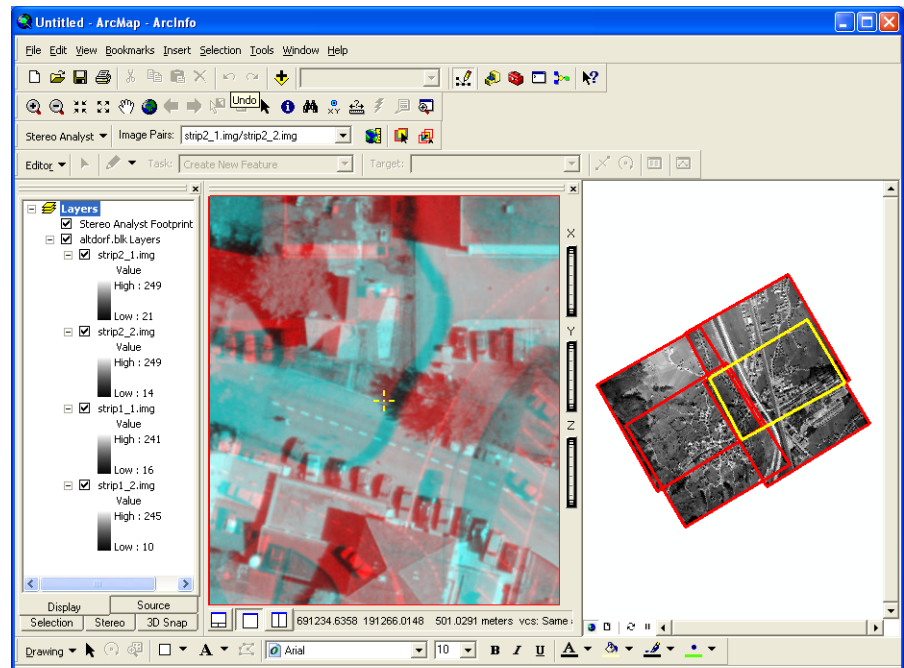 Untitled - ArcMap - ArcInfo
File Edit View Bookmarks Insert Selection Tools Window Help
Undo
Stereo Analyst Image Pairs: strip2_1.img/strip2_2.img
Editor Task: Create New Feature Target:
Layers
Stereo Analyst Footprint
altdorf.blk Layers
strip2_1.img
Value
High : 249
Low : 21
strip2_2.img
Value
High : 249
Low : 14
strip1_1.img
Value
High : 241
Low : 16
strip1_2.img
Value
High : 245
Low : 10
Display Source
Selection Stereo 3D Snap
X
Y
Z
691234.6358 191266.0148 501.0291 meters vcs: Same
Drawing A Arial 10 B I U A